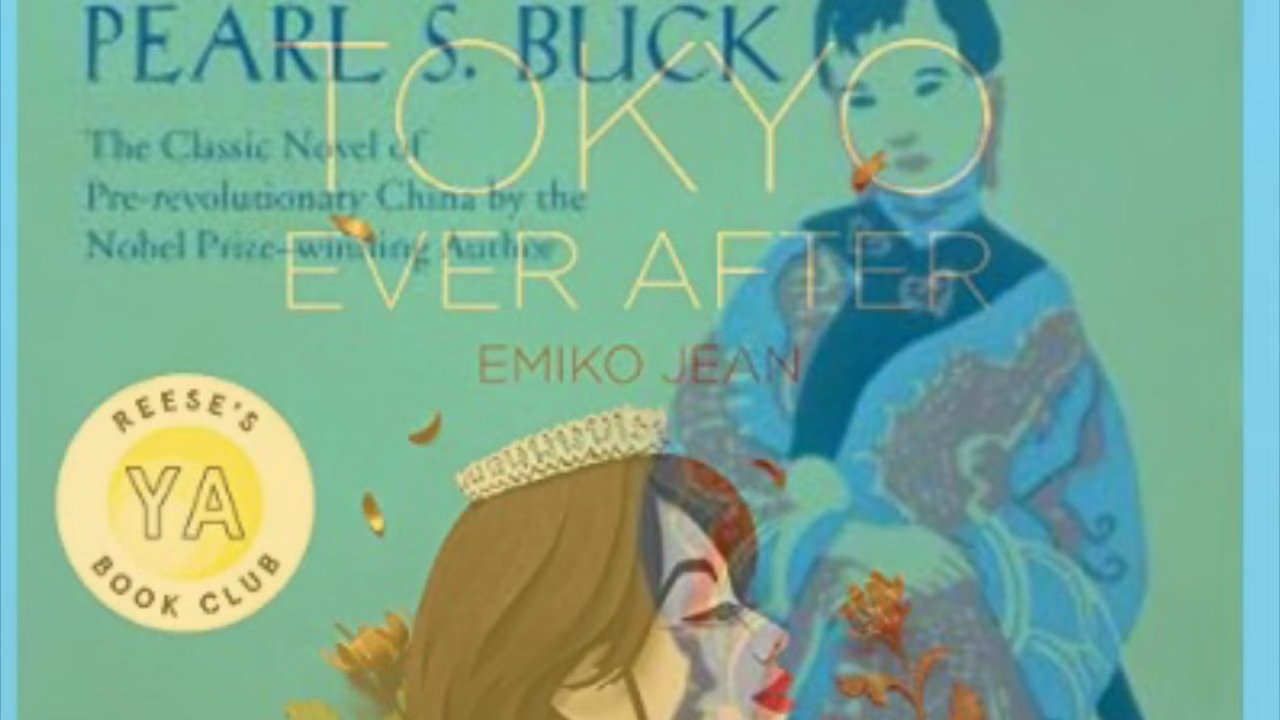 PEARL S. BUCK
TOKYO
The Classic Novel of
Pre-revolutionary China by the
Nobel Prize-winning Author
EVER AFTER
EMIKO JEAN
REESE'S
YA
BOOK CLUB